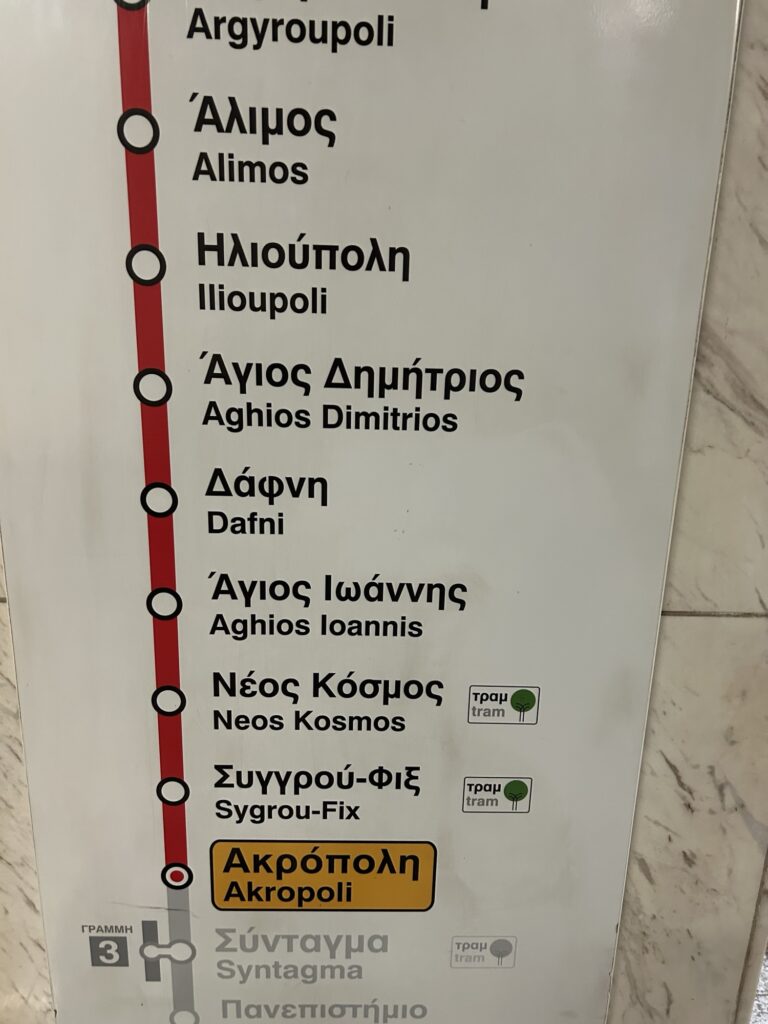 Argyroupoli
Άλιμος
Alimos
Ηλιούπολη
Ilioupoli
Άγιος Δημήτριος
Aghios Dimitrios
Δάφνη
Dafni
Άγιος Ιωάννης
Aghios Ioannis
Νέος Κόσμος
Neos Kosmos
τραμ
tram
Συγγρού-Φιξ
Sygrou-Fix
τραμ
tram
Ακρόπολη
Akropoli
ΓΡΑΜΜΗ
3
Σύνταγμα
Syntagma
τραμ
tram
Πανεπιστήμιο